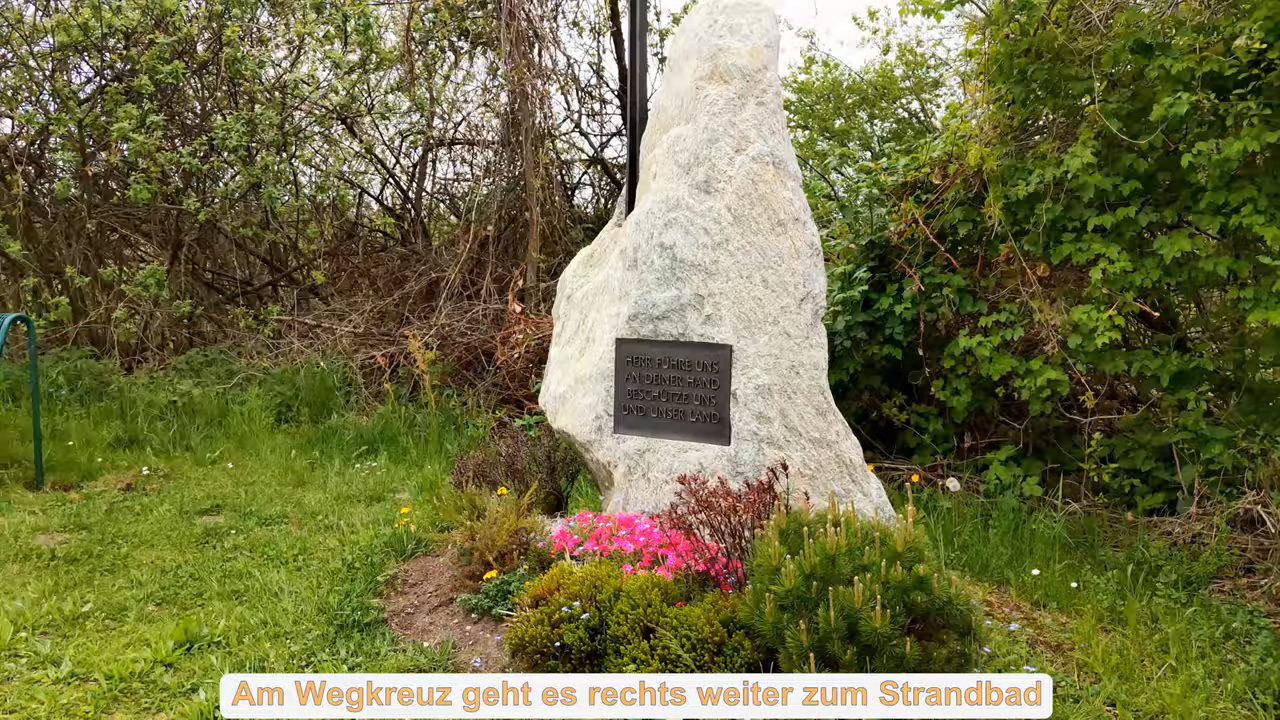 HERR FÜHRE UNS
AN DEINER HAND
BESCHÜTZE UNS
UND UNSER LAND
Am Wegkreuz geht es rechts weiter zum Strandbad